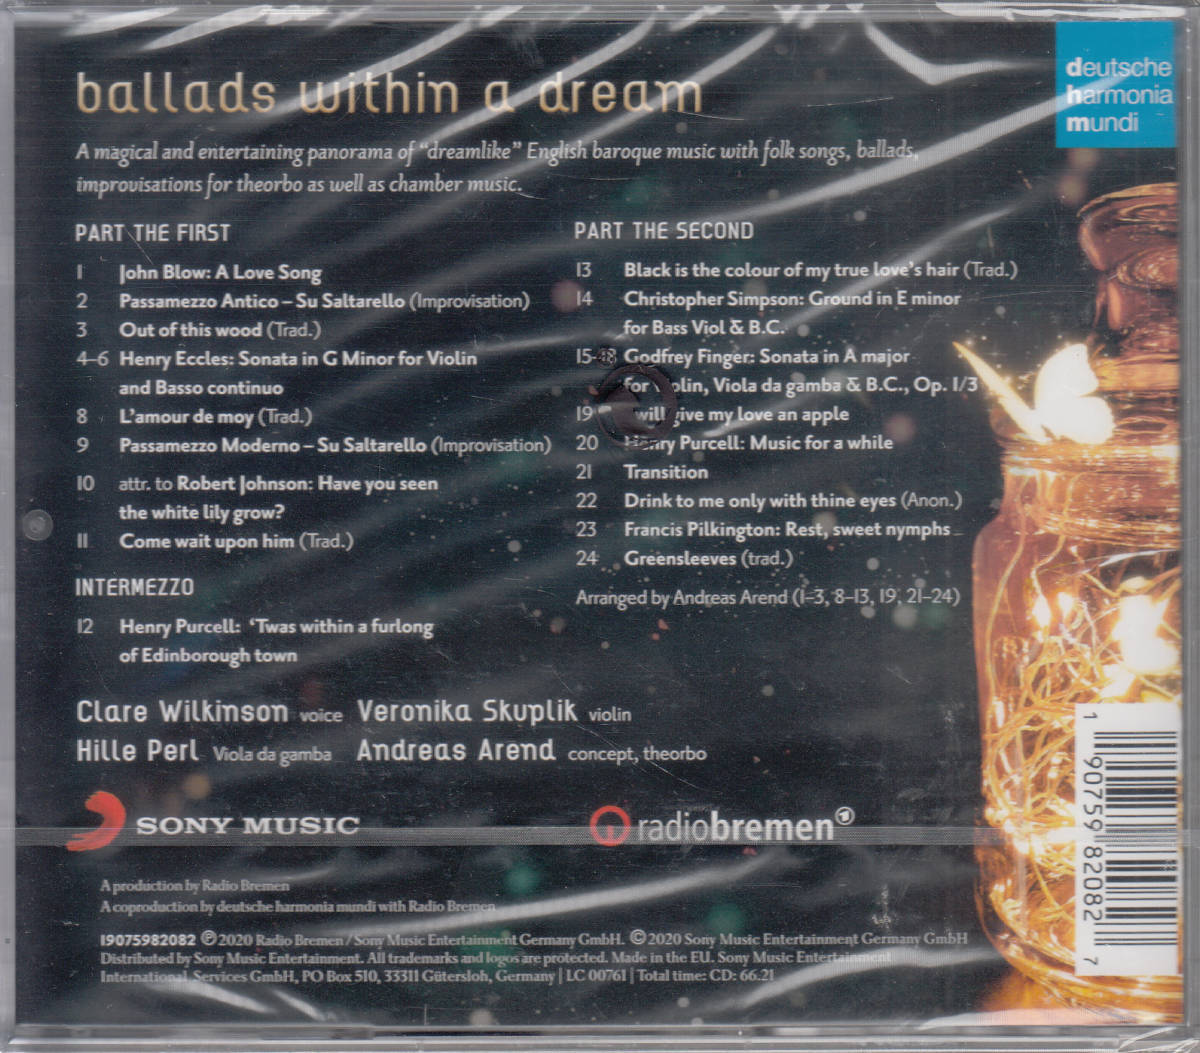 ballads within a dream
deutsche
harmonia
mundi
A magical and entertaining panorama of “dreamlike” English baroque music with folk songs, ballads,
improvisations for theorbo as well as chamber music.
PART THE FIRST
1 John Blow: A Love Song
2 Passamezzo Antico – Su Saltarello (Improvisation)
3 Out of this wood (Trad.)
4–6 Henry Eccles: Sonata in G Minor for Violin
and Basso continuo
8 L’amour de moy (Trad.)
9 Passamezzo Moderno – Su Saltarello (Improvisation)
10 attr. to Robert Johnson: Have you seen
the white lily grow?
11 Come wait upon him (Trad.)
INTERMEZZO
12 Henry Purcell: ‘Twas within a furlong
of Edinborough town
PART THE SECOND
13 Black is the colour of my true love’s hair (Trad.)
14 Christopher Simpson: Ground in E minor
for Bass Viol & B.C.
15-18 Godfrey Finger: Sonata in A major
for Violin, Viola da gamba & B.C., Op. 1/3
19 will give my love an apple
20 Henry Purcell: Music for a while
21 Transition
22 Drink to me only with thine eyes (Anon.)
23 Francis Pilkington: Rest, sweet nymphs
24 Greensleeves (trad.)
Arranged by Andreas Arend (1–3, 8–13, 19, 21–24)
Clare Wilkinson voice Veronika Skuplik violin
Hille Perl Viola da gamba Andreas Arend concept, theorbo
SONY MUSIC
radiobremen
A production by Radio Bremen
A coproduction by deutsche harmonia mundi with Radio Bremen
19075982082 ℗ 2020 Radio Bremen / Sony Music Entertainment Germany GmbH. © 2020 Sony Music Entertainment Germany GmbH
Distributed by Sony Music Entertainment. All trademarks and logos are protected. Made in the EU. Sony Music Entertainment
International Services GmbH, PO Box 510, 33311 Gütersloh, Germany | LC 00761 | Total time: CD: 66.21
1 90759 82082 7